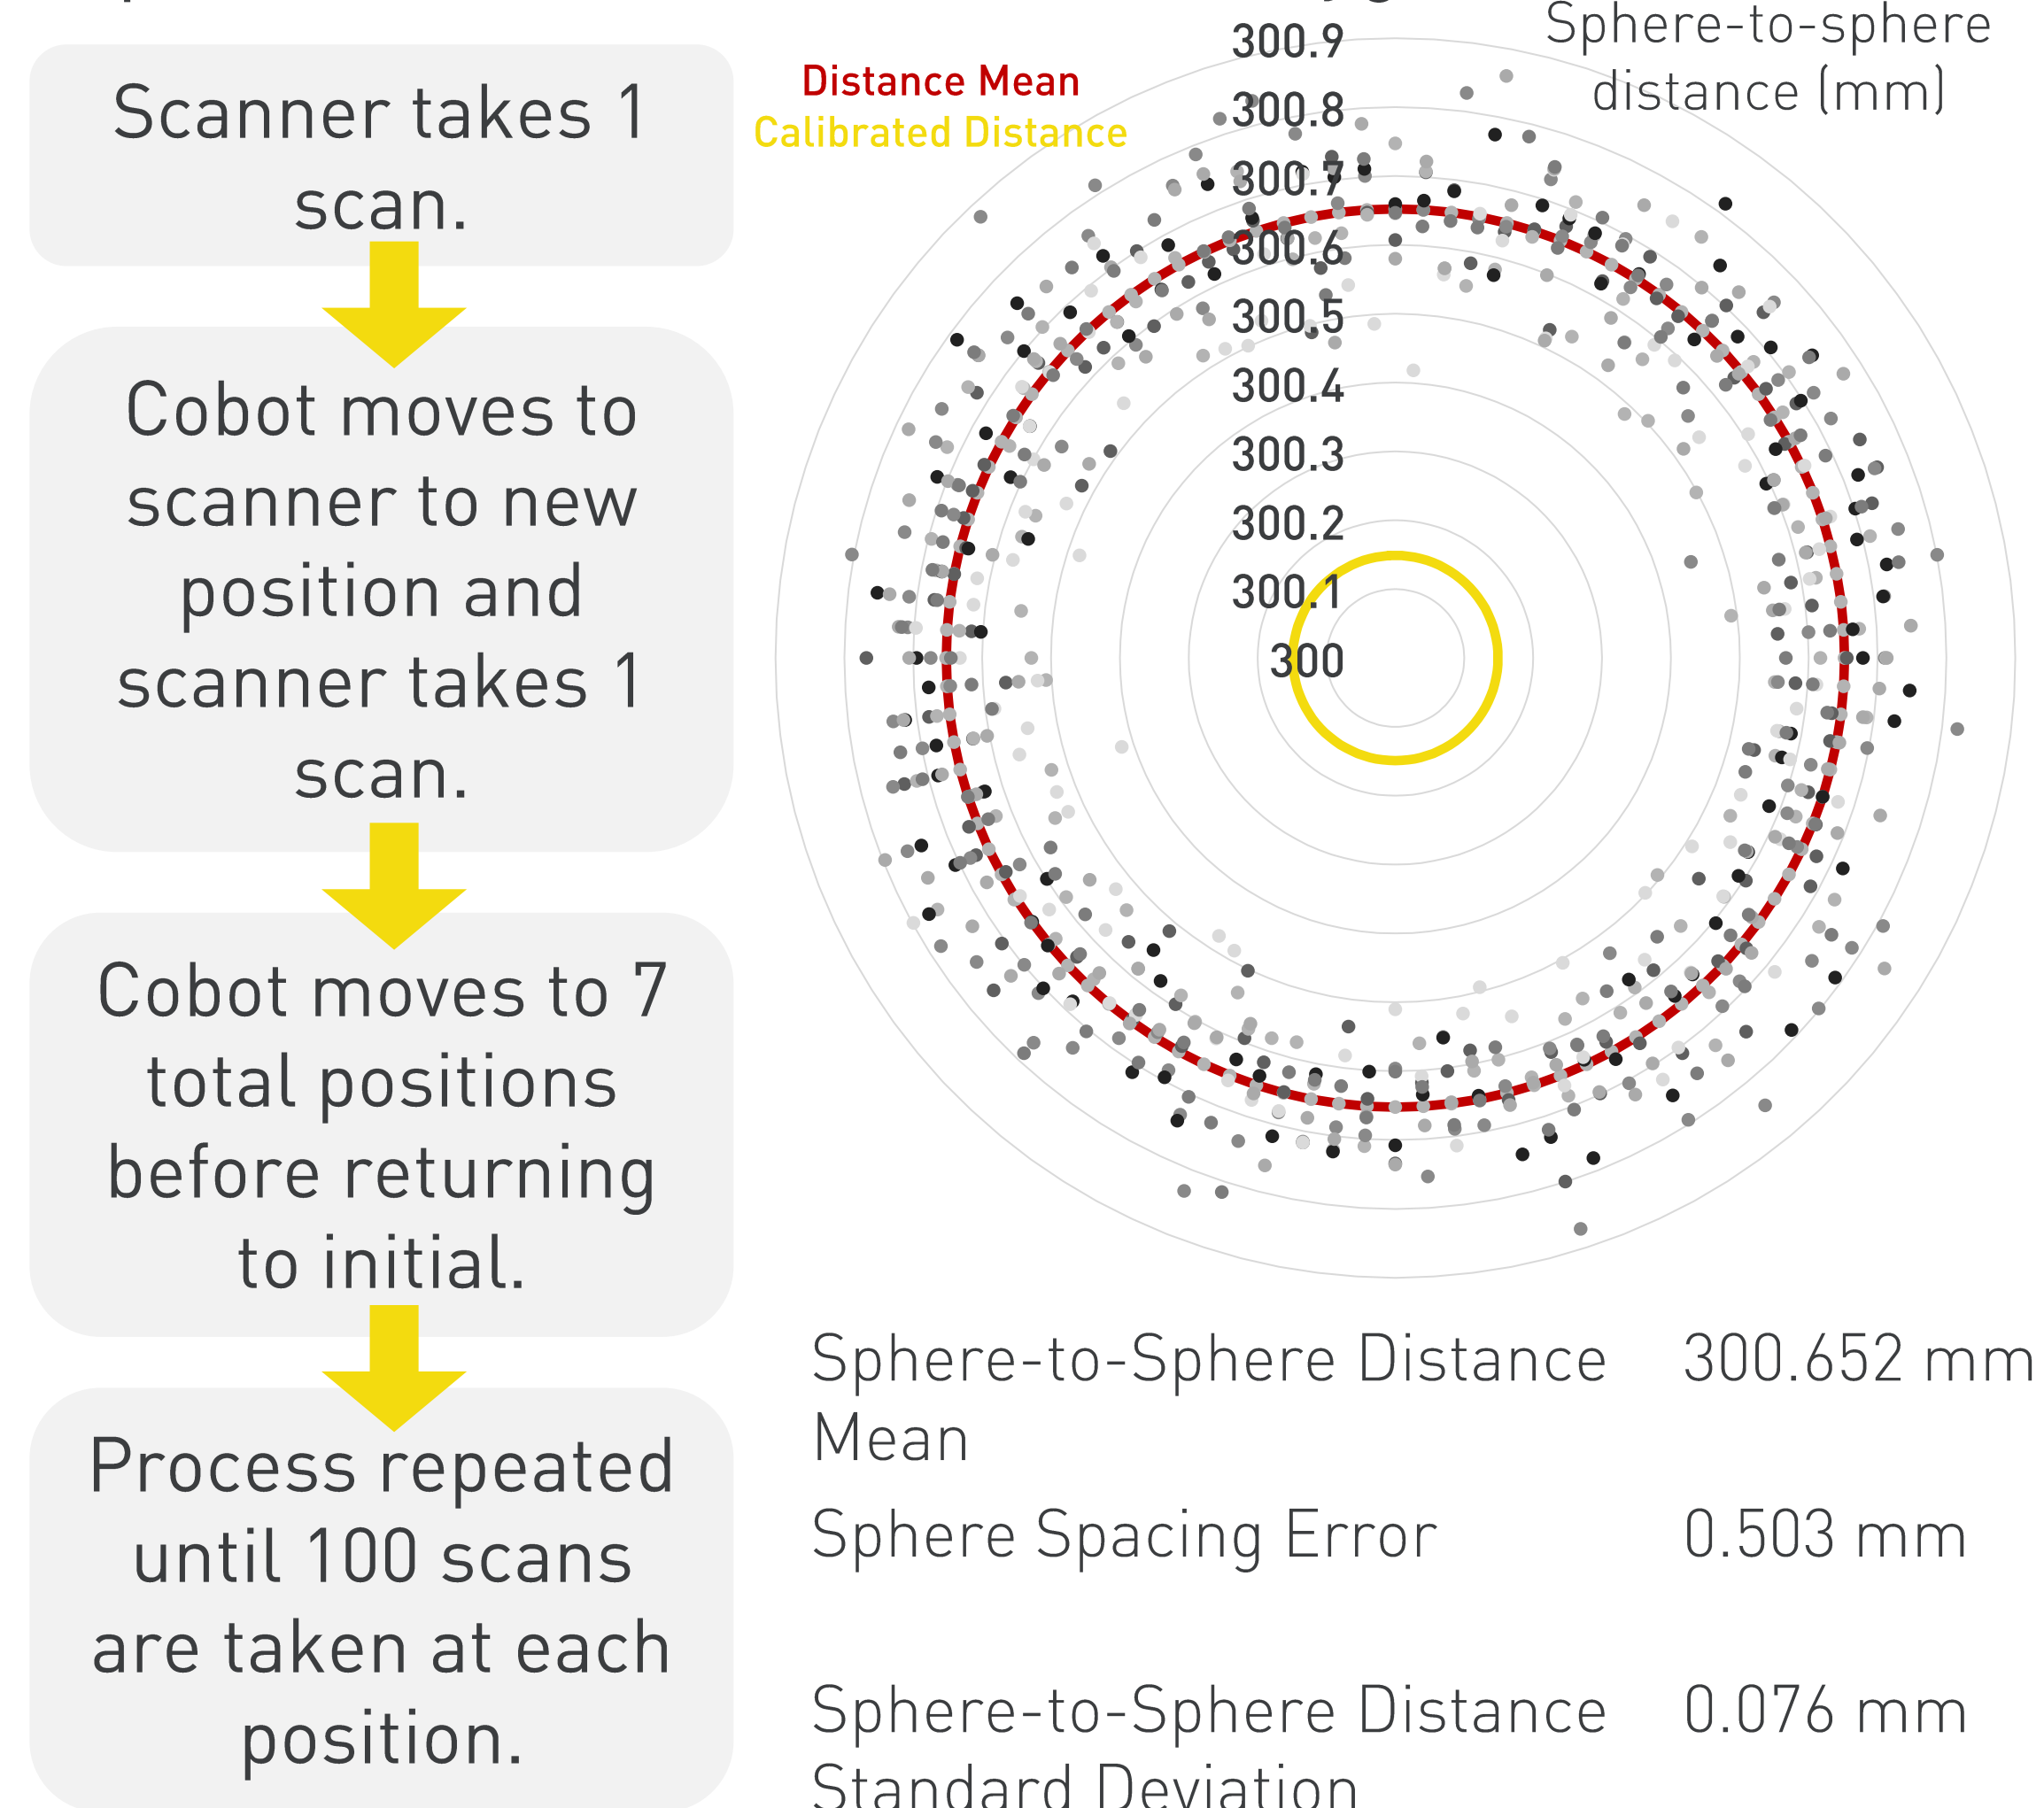 Scanner takes 1
scan.
Cobot moves to
scanner to new
position and
scanner takes 1
scan.
Cobot moves to 7
total positions
before returning
to initial.
Process repeated
until 100 scans
are taken at each
position.
Distance Mean
Calibrated Distance
Sphere-to-sphere
distance (mm)
300.9
300.8
300.7
300.6
300.5
300.4
300.3
300.2
300.1
300
Sphere-to-Sphere Distance 300.652 mm
Mean
Sphere Spacing Error 0.503 mm
Sphere-to-Sphere Distance 0.076 mm
Standard Deviation